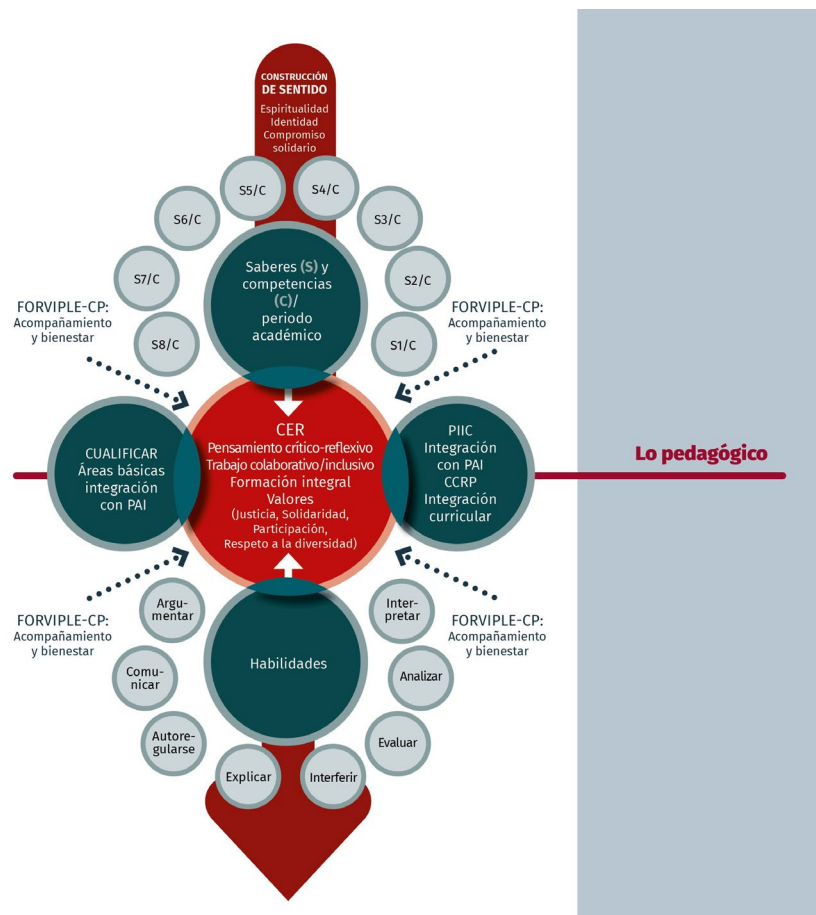 CONSTRUCCIÓN
DE SENTIDO
Espiritualidad
Identidad
Compromiso
solidario
S5/C
S4/C
S6/C
S3/C
S7/C
S2/C
S8/C
S1/C
Saberes (S) y
competencias
(C)/
periodo
académico
FORVIPLE-CP:
Acompañamiento
y bienestar
FORVIPLE-CP:
Acompañamiento
y bienestar
CUALIFICAR
Áreas básicas
integración
con PAI
CER
Pensamiento crítico-reflexivo
Trabajo colaborativo/inclusivo
Formación integral
Valores
(Justicia, Solidaridad,
Participación,
Respeto a la diversidad)
PIIC
Integración
con PAI
CCRP
Integración
curricular
Lo pedagógico
FORVIPLE-CP:
Acompañamiento
y bienestar
FORVIPLE-CP:
Acompañamiento
y bienestar
Habilidades
Argu-
mentar
Comu-
nicar
Autore-
gularse
Explicar
Interferir
Evaluar
Analizar
Inter-
pretar